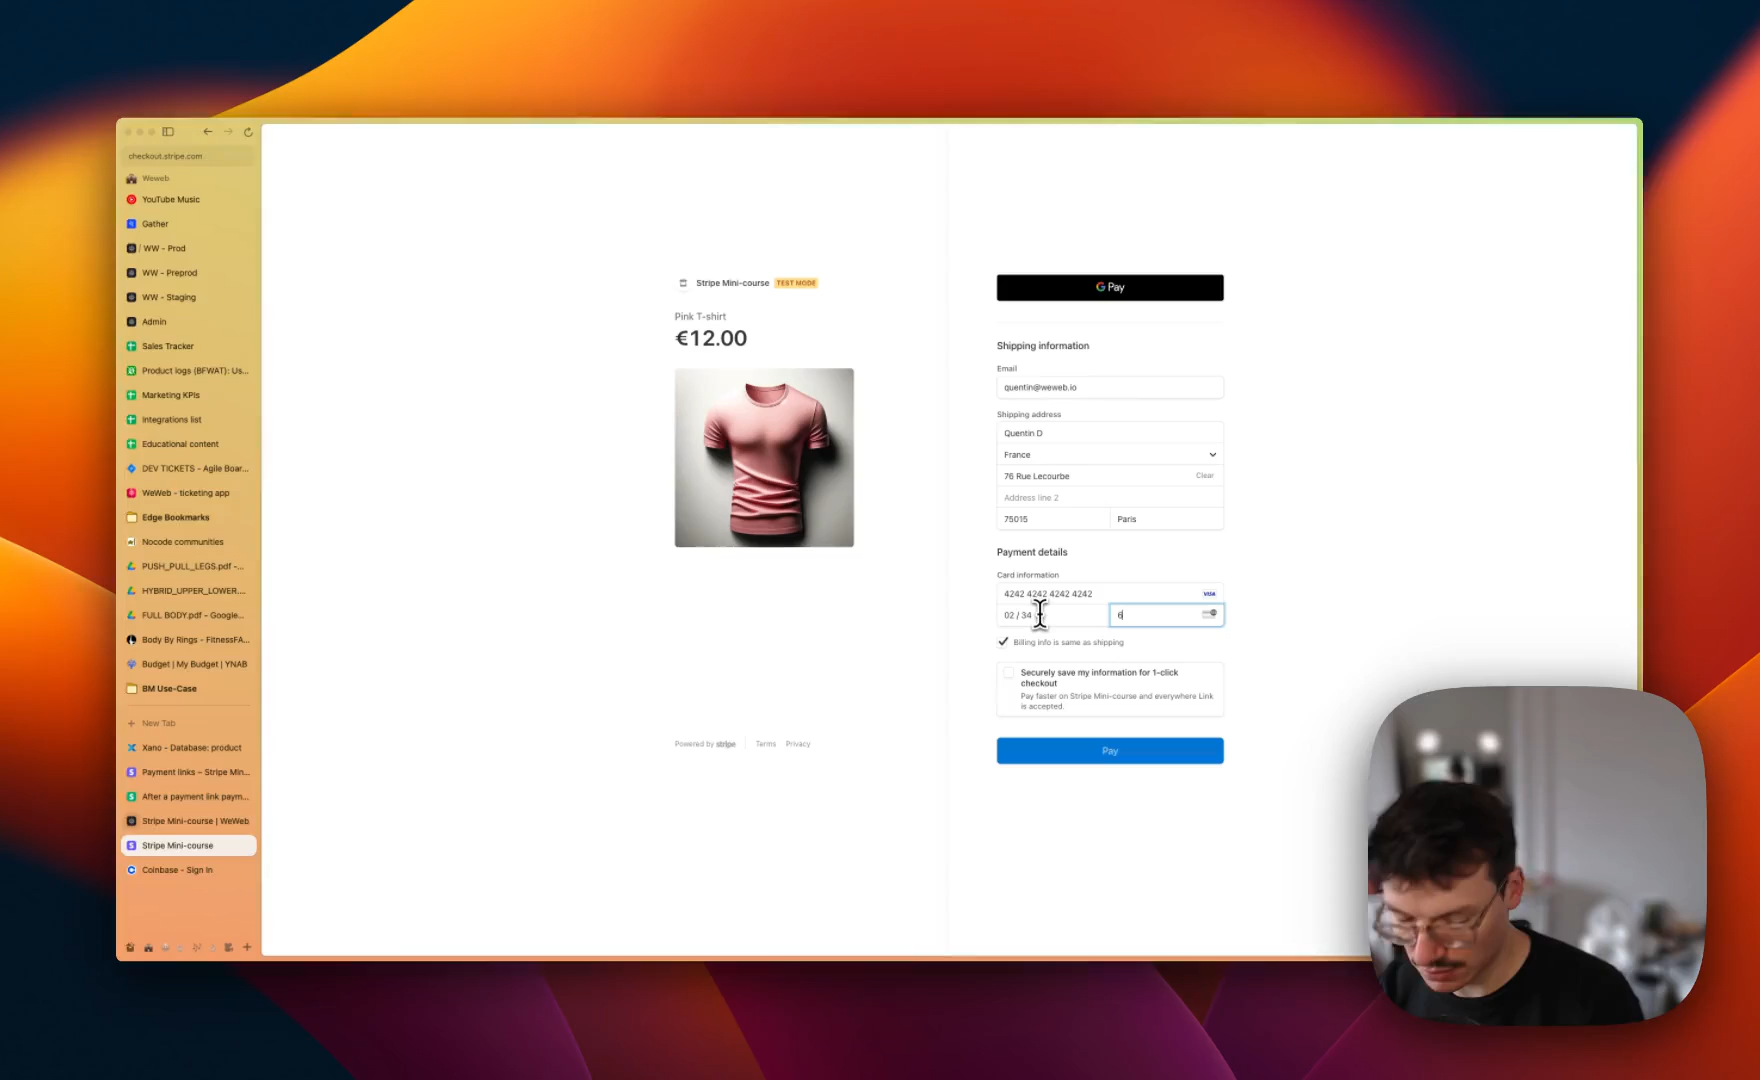 checkout.stripe.com
Weweb
YouTube Music
Gather
/ WW - Prod
WW - Preprod
WW - Staging
Admin
Sales Tracker
Product logs (BFWAT): Us...
Marketing KPIs
Integrations list
Educational content
DEV TICKETS - Agile Boar...
WeWeb - ticketing app
Edge Bookmarks
Nocode communities
PUSH_PULL_LEGS.pdf -...
HYBRID_UPPER_LOWER....
FULL BODY.pdf - Google...
Body By Rings - FitnessFA...
Budget | My Budget | YNAB
BM Use-Case
New Tab
Xano - Database: product
Payment links – Stripe Min...
After a payment link paym...
Stripe Mini-course | WeWeb
Stripe Mini-course
Coinbase - Sign In
Stripe Mini-course TEST MODE
Pink T-shirt
€12.00
Powered by stripe Terms Privacy
G Pay
Shipping information
Email
quentin@weweb.io
Shipping address
Quentin D
France
76 Rue Lecourbe Clear
Address line 2
75015 Paris
Payment details
Card information
4242 4242 4242 4242 VISA
02 / 34 6
Billing info is same as shipping
Securely save my information for 1-click
checkout
Pay faster on Stripe Mini-course and everywhere Link
is accepted.
Pay